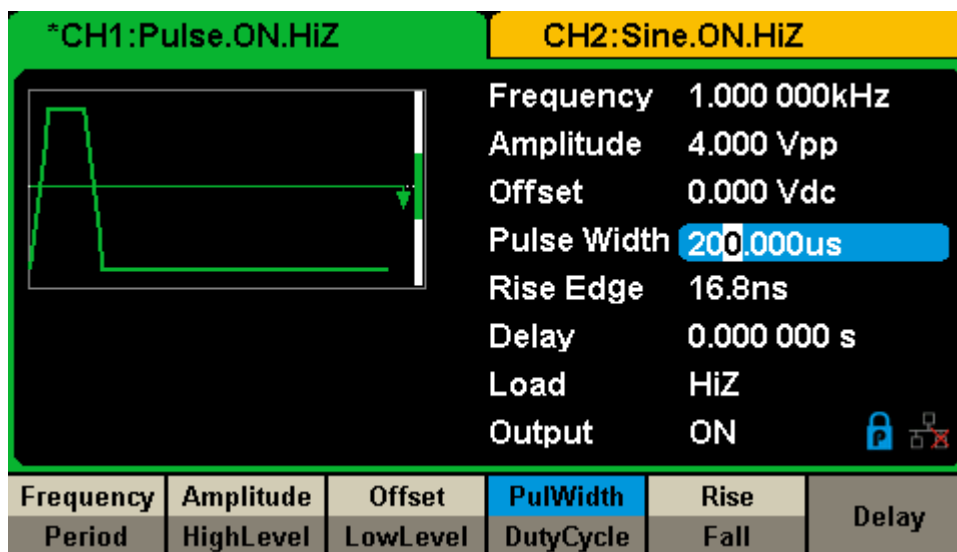 *CH1:Pulse.ON.HiZ CH2:Sine.ON.HiZ
Frequency 1.000 000kHz
Amplitude 4.000 Vpp
Offset 0.000 Vdc
Pulse Width 200.000us
Rise Edge 16.8ns
Delay 0.000 000 s
Load HiZ
Output ON P
Frequency Amplitude Offset PulWidth Rise Delay
Period HighLevel LowLevel DutyCycle Fall